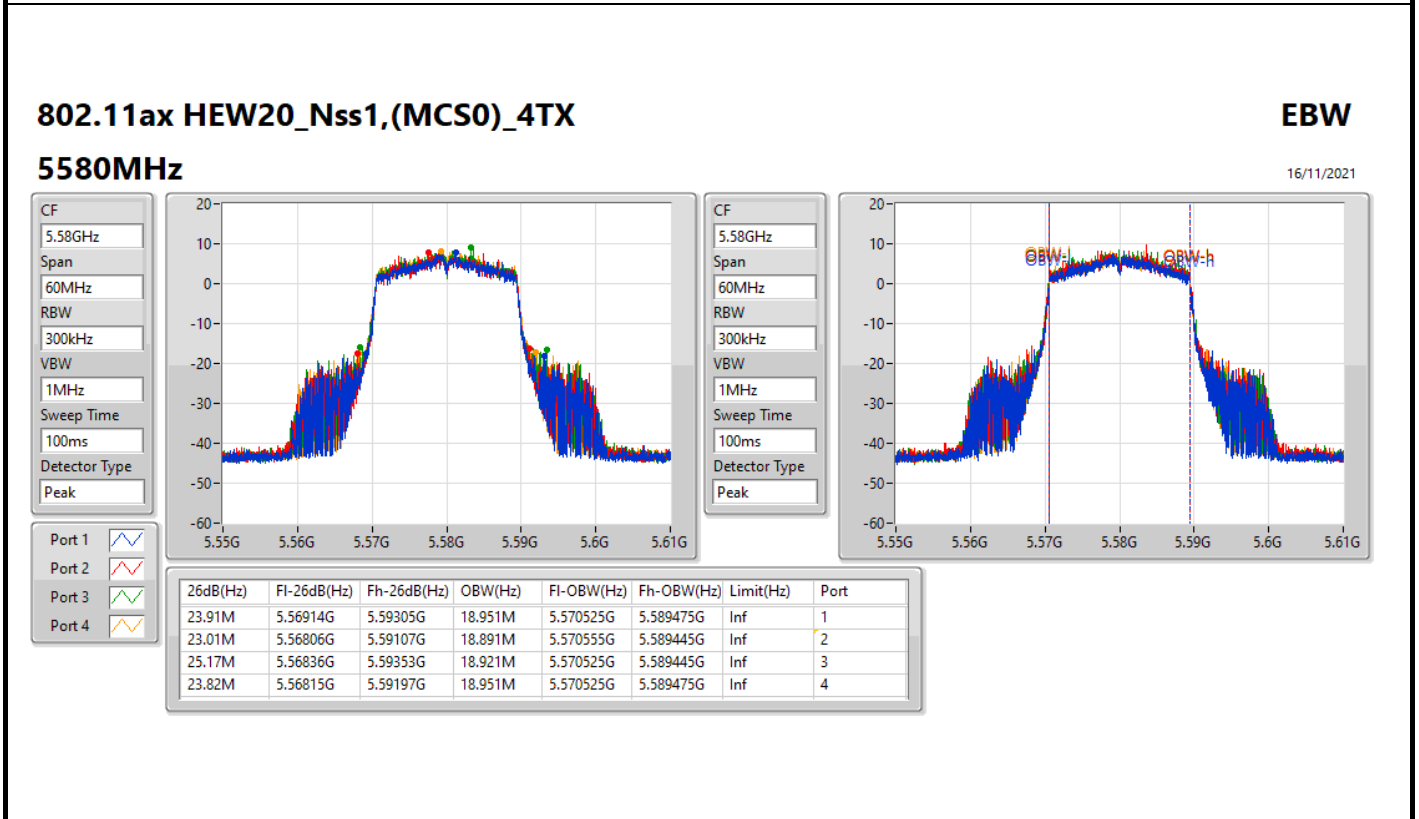 802.11ax HEW20_Nss1,(MCS0)_4TX EBW
5580MHz 16/11/2021
CF
5.58GHz
Span
60MHz
RBW
300kHz
VBW
1MHz
Sweep Time
100ms
Detector Type
Peak
20
10
0
-10
-20
-30
-40
-50
-60
5.55G 5.56G 5.57G 5.58G 5.59G 5.6G 5.61G
CF
5.58GHz
Span
60MHz
RBW
300kHz
VBW
1MHz
Sweep Time
100ms
Detector Type
Peak
20
10
0
-10
-20
-30
-40
-50
-60
OBW-l OBW-h
5.55G 5.56G 5.57G 5.58G 5.59G 5.6G 5.61G
Port 1
Port 2
Port 3
Port 4
26dB(Hz) Fl-26dB(Hz) Fh-26dB(Hz) OBW(Hz) Fl-OBW(Hz) Fh-OBW(Hz) Limit(Hz) Port
23.91M 5.56914G 5.59305G 18.951M 5.570525G 5.589475G Inf 1
23.01M 5.56806G 5.59107G 18.891M 5.570555G 5.589445G Inf 2
25.17M 5.56836G 5.59353G 18.921M 5.570525G 5.589445G Inf 3
23.82M 5.56815G 5.59197G 18.951M 5.570525G 5.589475G Inf 4